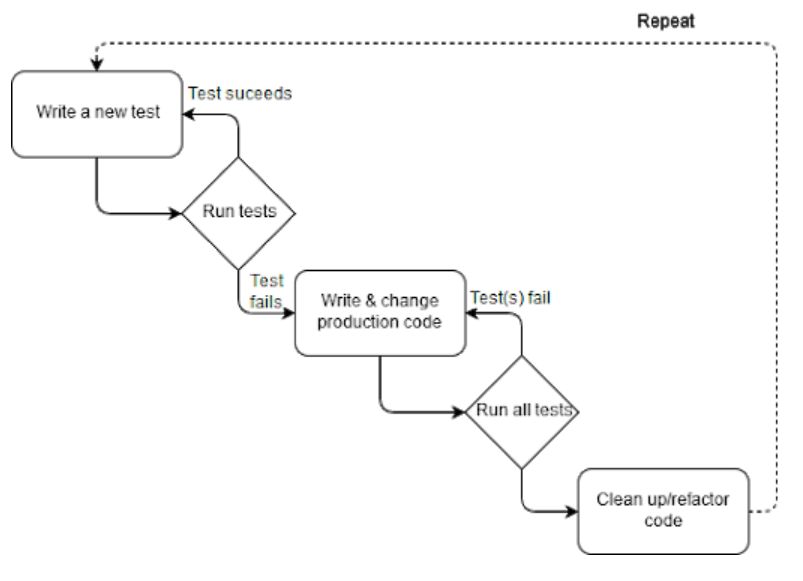 Repeat
Write a new test
Test suceeds
Run tests
Test
fails
Write & change
production code
Test(s) fail
Run all tests
Clean up/refactor
code